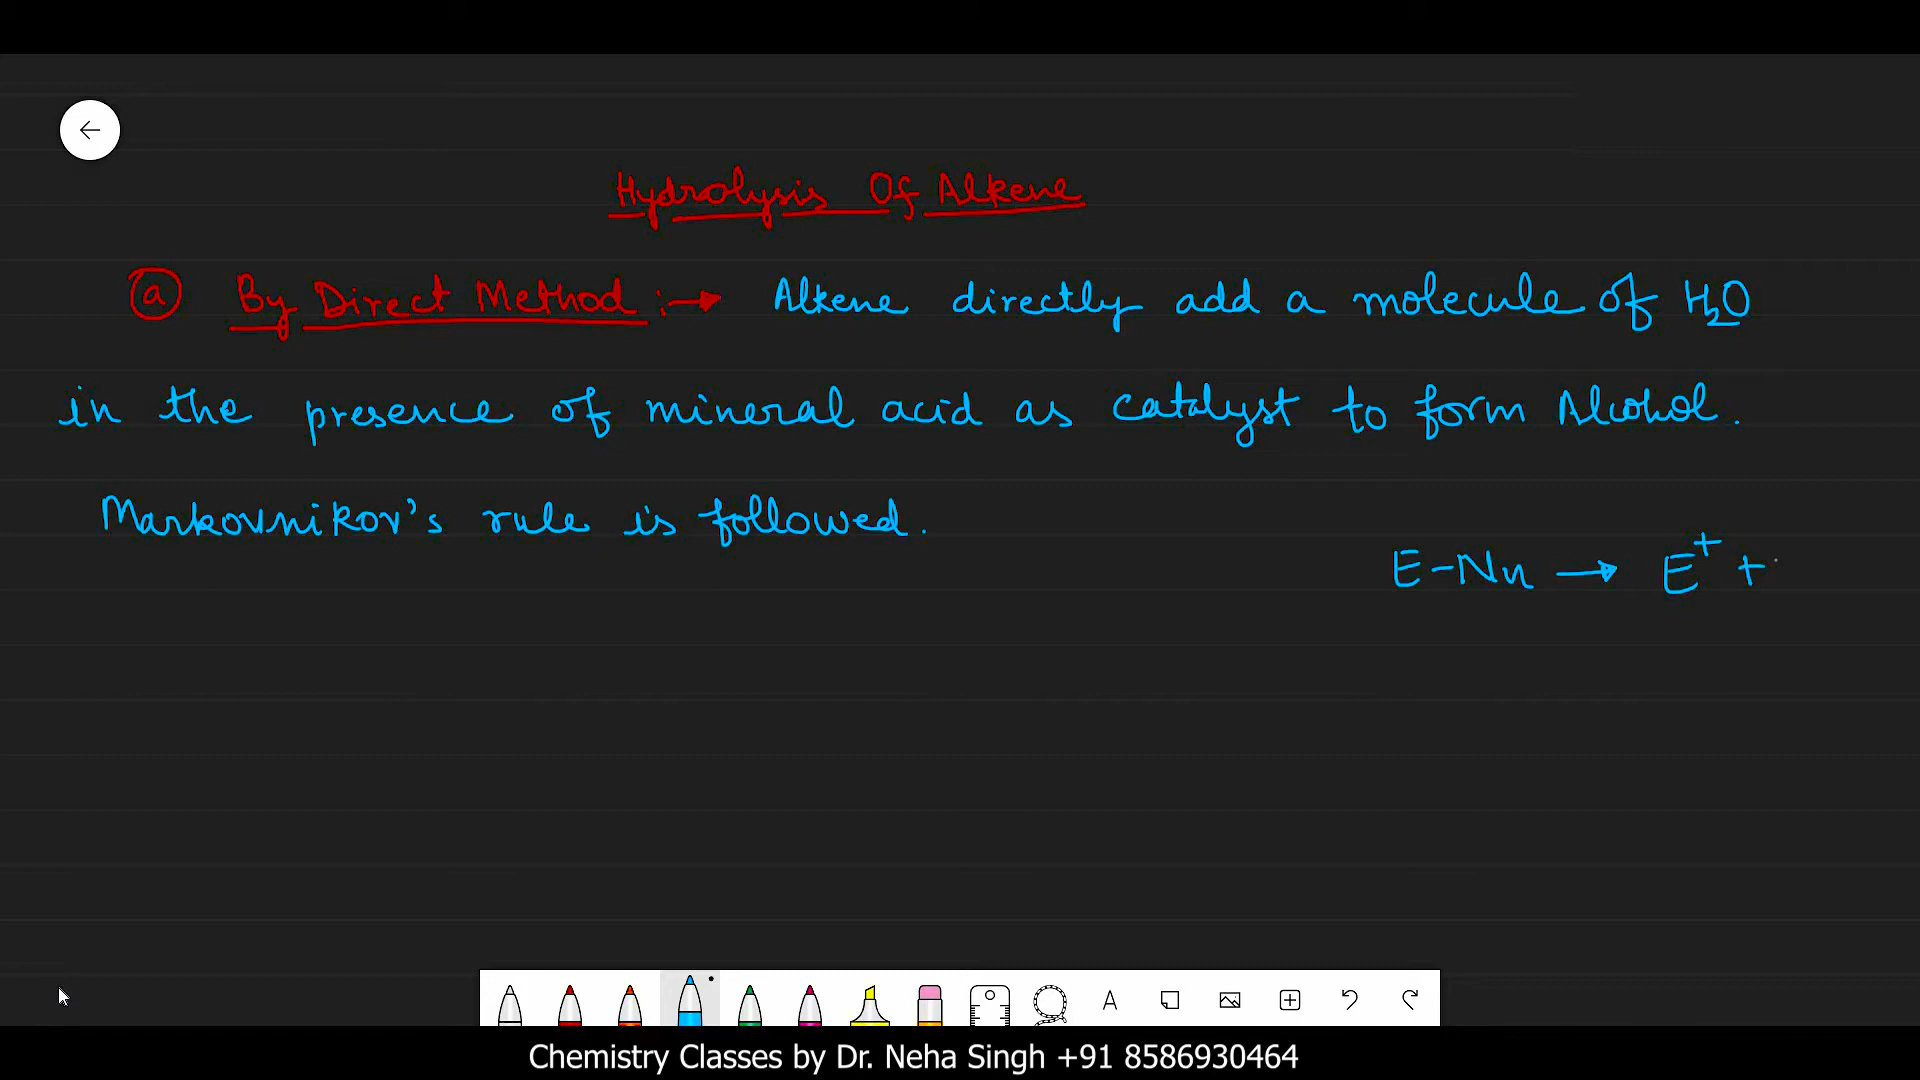 Hydrolysis Of Alkene
(a) By Direct Method :→ Alkene directly add a molecule of H₂O
in the presence of mineral acid as catalyst to form Alcohol.
Markovnikov's rule is followed.
E-Nu → E⁺ +
A
Chemistry Classes by Dr. Neha Singh +91 8586930464